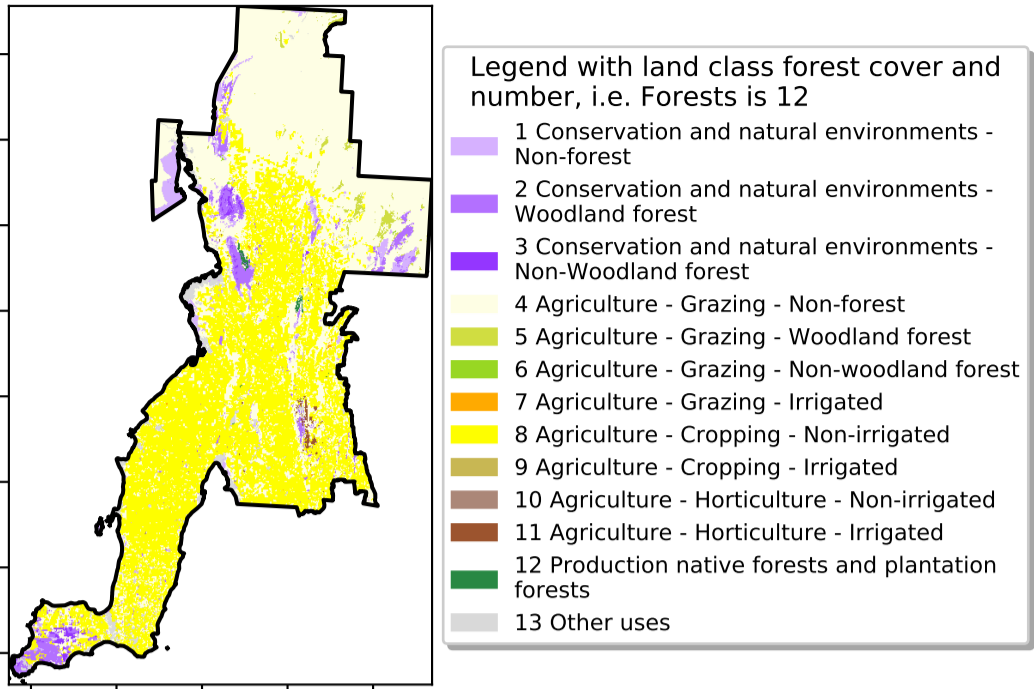 Legend with land class forest cover and
number, i.e. Forests is 12
1 Conservation and natural environments -
Non-forest
2 Conservation and natural environments -
Woodland forest
3 Conservation and natural environments -
Non-Woodland forest
4 Agriculture - Grazing - Non-forest
5 Agriculture - Grazing - Woodland forest
6 Agriculture - Grazing - Non-woodland forest
7 Agriculture - Grazing - Irrigated
8 Agriculture - Cropping - Non-irrigated
9 Agriculture - Cropping - Irrigated
10 Agriculture - Horticulture - Non-irrigated
11 Agriculture - Horticulture - Irrigated
12 Production native forests and plantation
forests
13 Other uses